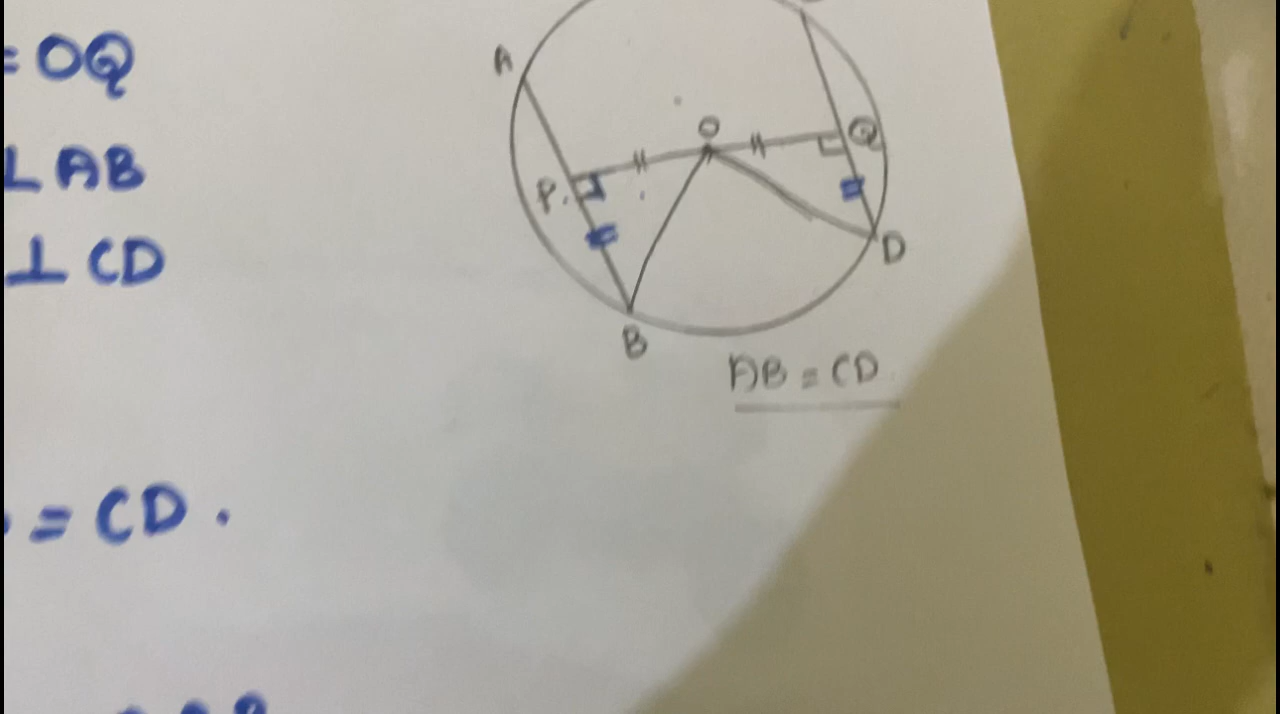 = OQ
⊥ AB
⊥ CD
A
O
Q
P.
D
B
AB = CD
= CD.